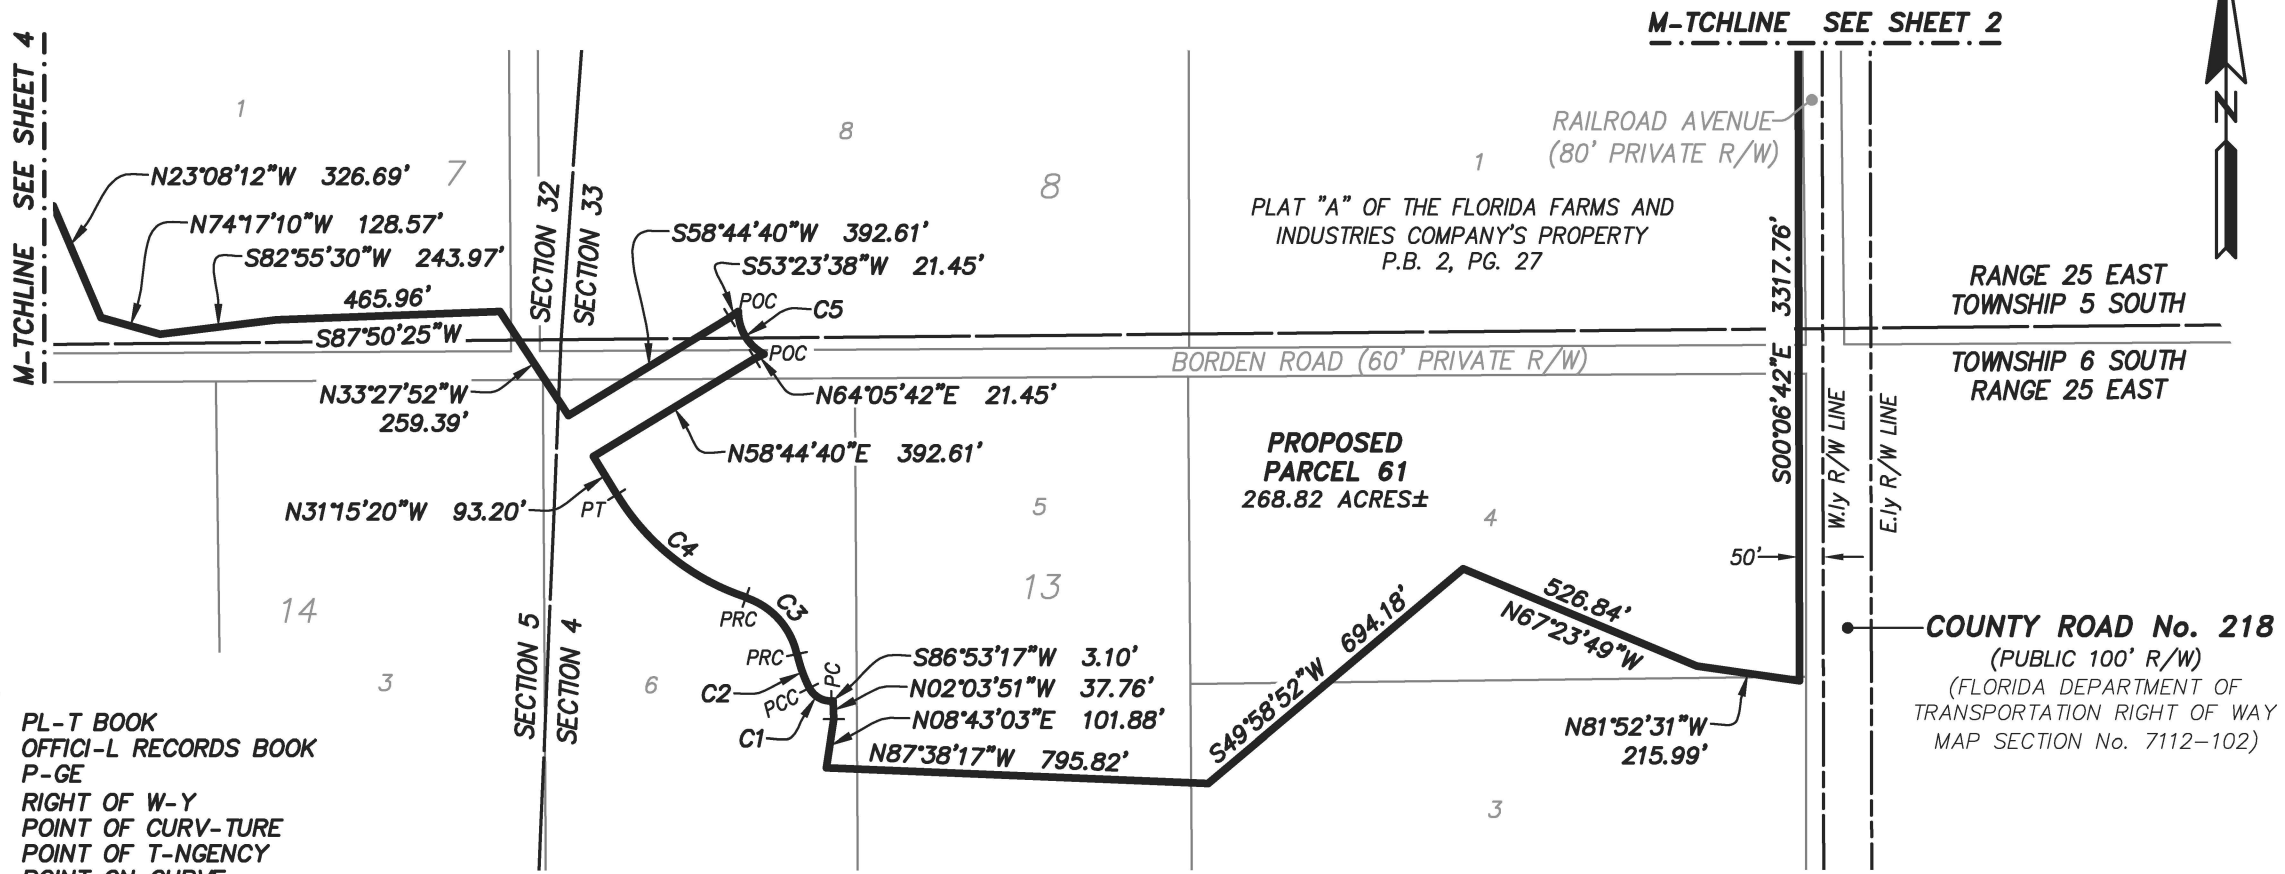 M-TCHLINE SEE SHEET 2
M-TCHLINE SEE SHEET 4
N
1
8
7
8
1
RAILROAD AVENUE
(80' PRIVATE R/W)
N23°08'12"W 326.69'
N74°17'10"W 128.57'
S82°55'30"W 243.97'
465.96'
S87°50'25"W
SECTION 32
SECTION 33
S58°44'40"W 392.61'
S53°23'38"W 21.45'
POC
C5
POC
PLAT "A" OF THE FLORIDA FARMS AND
INDUSTRIES COMPANY'S PROPERTY
P.B. 2, PG. 27
S00°06'42"E 3317.76'
RANGE 25 EAST
TOWNSHIP 5 SOUTH
BORDEN ROAD (60' PRIVATE R/W)
TOWNSHIP 6 SOUTH
RANGE 25 EAST
N33°27'52"W
259.39'
N64°05'42"E 21.45'
N58°44'40"E 392.61'
PROPOSED
PARCEL 61
268.82 ACRES±
W.ly R/W LINE
E.ly R/W LINE
N31°15'20"W 93.20'
PT
5
4
C4
50'
14
13
PRC
C3
526.84'
N67°23'49"W
S49°58'52"W 694.18'
SECTION 5
SECTION 4
3
6
PRC
C2
PCC
PC
C1
S86°53'17"W 3.10'
N02°03'51"W 37.76'
N08°43'03"E 101.88'
N87°38'17"W 795.82'
N81°52'31"W
215.99'
3
COUNTY ROAD No. 218
(PUBLIC 100' R/W)
(FLORIDA DEPARTMENT OF
TRANSPORTATION RIGHT OF WAY
MAP SECTION No. 7112-102)
PL-T BOOK
OFFICI-L RECORDS BOOK
P-GE
RIGHT OF W-Y
POINT OF CURV-TURE
POINT OF T-NGENCY
POINT ON CURVE